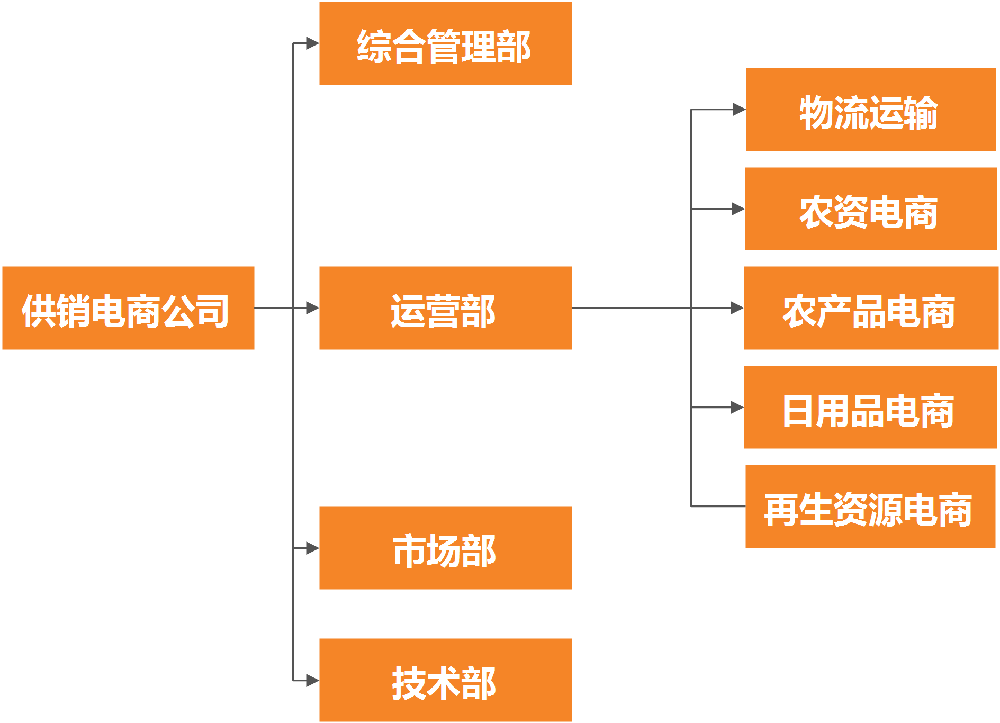 供销电商公司
综合管理部
运营部
市场部
技术部
物流运输
农资电商
农产品电商
日用品电商
再生资源电商